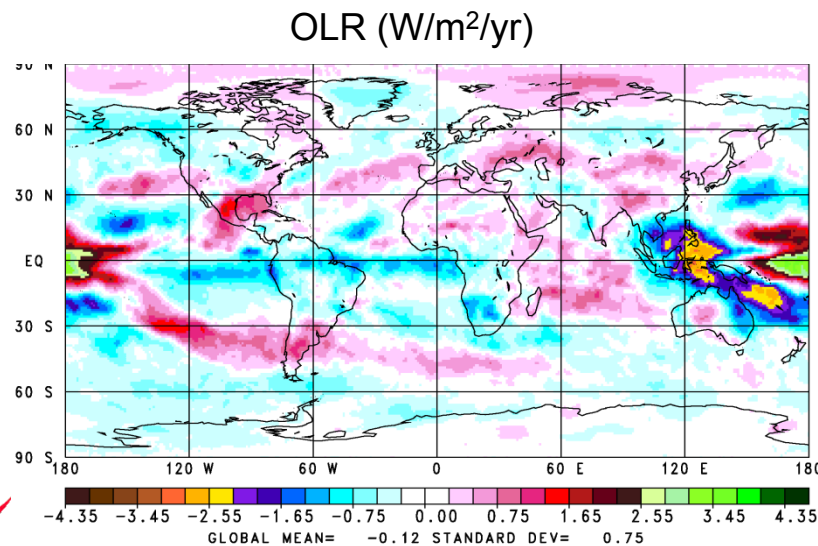 OLR (W/m²/yr)
90 N
60 N
30 N
EQ
30 S
60 S
90 S
180 120 W 60 W 0 60 E 120 E 180
-4.35 -3.45 -2.55 -1.65 -0.75 0.00 0.75 1.65 2.55 3.45 4.35
GLOBAL MEAN= -0.12 STANDARD DEV= 0.75